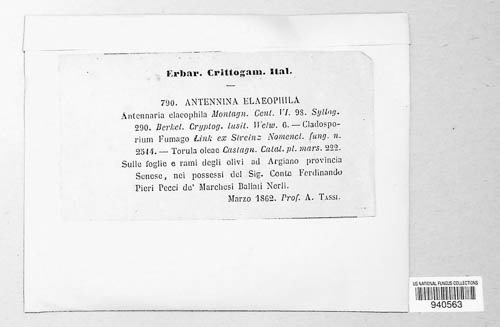 Erbar. Crittogam. Ital.
790. ANTENNINA ELAEOPHILA
Antennaria elaeophila Montagn. Cent. VI. 98. Syllog.
290. Berkel. Cryptog. lusit. Welw. 6. — Cladospo-
rium Fumago Link ex Streinz Nomencl. fung. n.
2544. — Torula oleae Castagn. Catal. pl. mars. 222.
Sulle foglie e rami degli olivi ad Argiano provincia
Senese, nei possessi del Sig. Conte Ferdinando
Pieri Pecci de' Marchesi Ballati Nerli.
Marzo 1862. Prof. A. TASSI.
US NATIONAL FUNGUS COLLECTIONS
940563